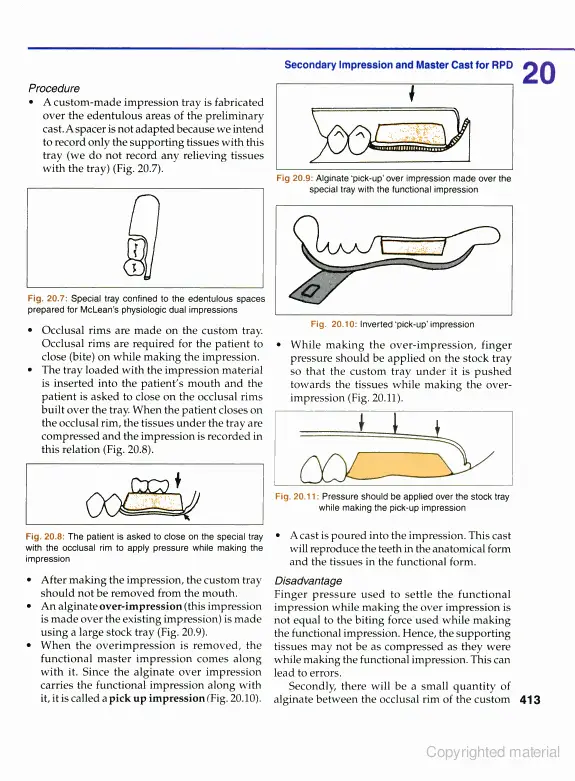 Secondary Impression and Master Cast for RPD 20
Procedure
• A custom-made impression tray is fabricated
over the edentulous areas of the preliminary
cast. A spacer is not adapted because we intend
to record only the supporting tissues with this
tray (we do not record any relieving tissues
with the tray) (Fig. 20.7).
Fig. 20.7: Special tray confined to the edentulous spaces
prepared for McLean's physiologic dual impressions
• Occlusal rims are made on the custom tray.
Occlusal rims are required for the patient to
close (bite) on while making the impression.
• The tray loaded with the impression material
is inserted into the patient's mouth and the
patient is asked to close on the occlusal rims
built over the tray. When the patient closes on
the occlusal rim, the tissues under the tray are
compressed and the impression is recorded in
this relation (Fig. 20.8).
Fig. 20.8: The patient is asked to close on the special tray
with the occlusal rim to apply pressure while making the
impression
• After making the impression, the custom tray
should not be removed from the mouth.
• An alginate over-impression (this impression
is made over the existing impression) is made
using a large stock tray (Fig. 20.9).
• When the overimpression is removed, the
functional master impression comes along
with it. Since the alginate over impression
carries the functional impression along with
it, it is called a pick up impression (Fig. 20.10).
Fig 20.9: Alginate 'pick-up' over impression made over the
special tray with the functional impression
Fig. 20.10: Inverted 'pick-up' impression
• While making the over-impression, finger
pressure should be applied on the stock tray
so that the custom tray under it is pushed
towards the tissues while making the over-
impression (Fig. 20.11).
Fig. 20.11: Pressure should be applied over the stock tray
while making the pick-up impression
• A cast is poured into the impression. This cast
will reproduce the teeth in the anatomical form
and the tissues in the functional form.
Disadvantage
Finger pressure used to settle the functional
impression while making the over impression is
not equal to the biting force used while making
the functional impression. Hence, the supporting
tissues may not be as compressed as they were
while making the functional impression. This can
lead to errors.
Secondly, there will be a small quantity of
alginate between the occlusal rim of the custom 413
Copyrighted material